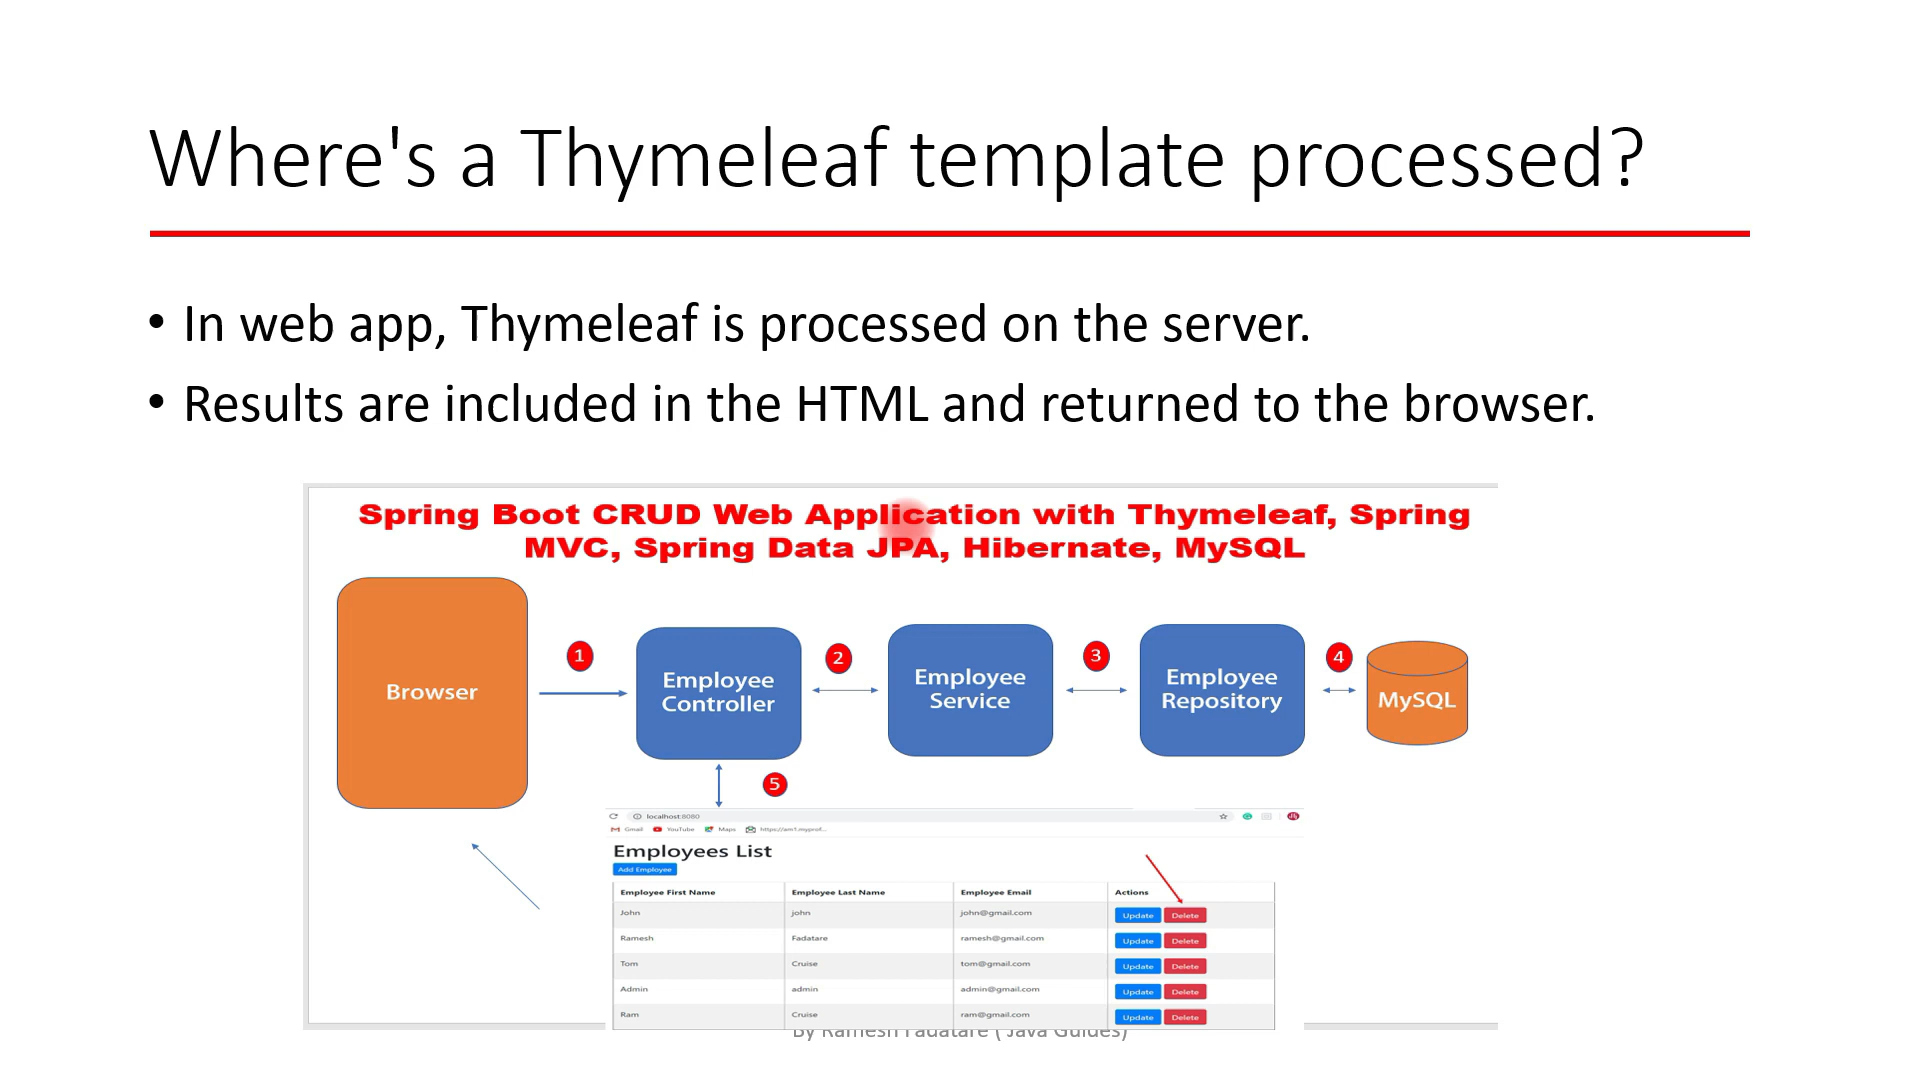 Where's a Thymeleaf template processed?
• In web app, Thymeleaf is processed on the server.
• Results are included in the HTML and returned to the browser.
Spring Boot CRUD Web Application with Thymeleaf, Spring
MVC, Spring Data JPA, Hibernate, MySQL
Browser
1
Employee
Controller
2
Employee
Service
3
Employee
Repository
4
MySQL
5
localhost:8080
Gmail YouTube Maps https://am1.myprof...
Employees List
Add Employee
Employee First Name Employee Last Name Employee Email Actions
John john john@gmail.com Update Delete
Ramesh Fadatare ramesh@gmail.com Update Delete
Tom Cruise tom@gmail.com Update Delete
Admin admin admin@gmail.com Update Delete
Ram Cruise ram@gmail.com Update Delete
By Ramesh Fadatare ( Java Guides)